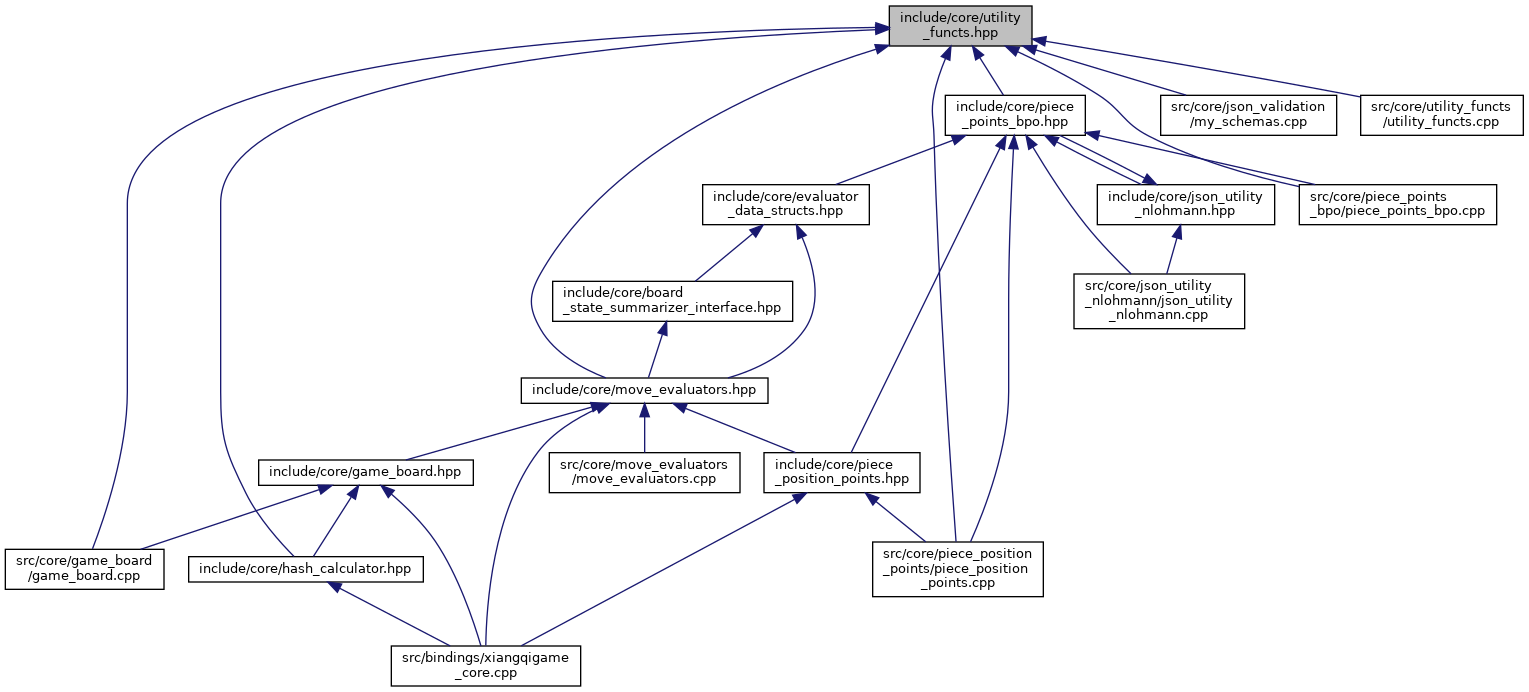 include/core/utility
_functs.hpp
include/core/piece
_points_bpo.hpp
src/core/json_validation
/my_schemas.cpp
src/core/utility_functs
/utility_functs.cpp
include/core/evaluator
_data_structs.hpp
include/core/json_utility
_nlohmann.hpp
src/core/piece_points
_bpo/piece_points_bpo.cpp
include/core/board
_state_summarizer_interface.hpp
src/core/json_utility
_nlohmann/json_utility
_nlohmann.cpp
include/core/move_evaluators.hpp
include/core/game_board.hpp
src/core/move_evaluators
/move_evaluators.cpp
include/core/piece
_position_points.hpp
src/core/game_board
/game_board.cpp
include/core/hash_calculator.hpp
src/core/piece_position
_points/piece_position
_points.cpp
src/bindings/xiangqigame
_core.cpp